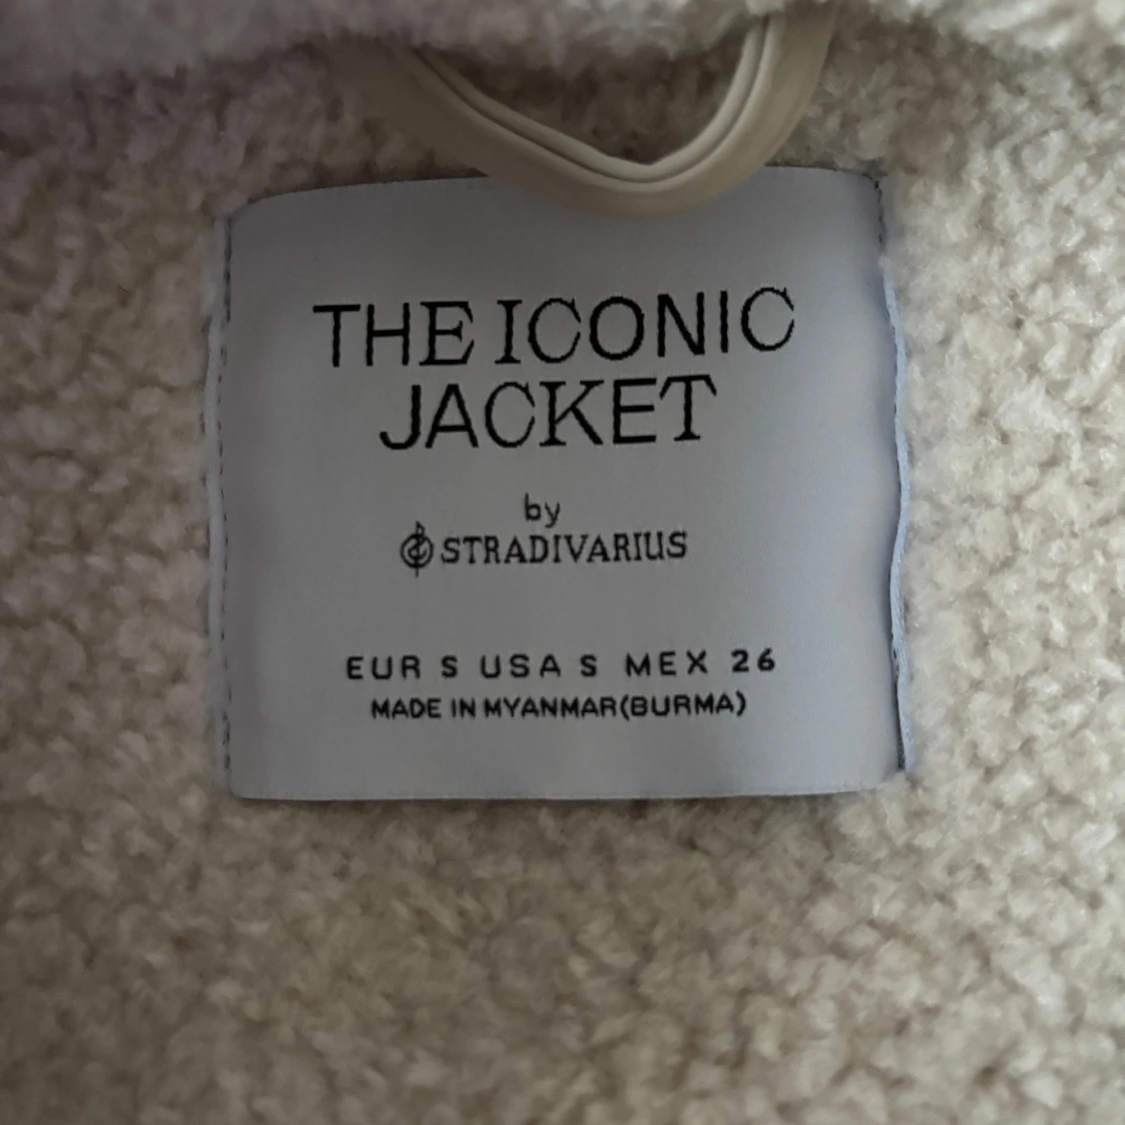 THE ICONIC
JACKET
by
STRADIVARIUS
EUR S USA S MEX 26
MADE IN MYANMAR(BURMA)